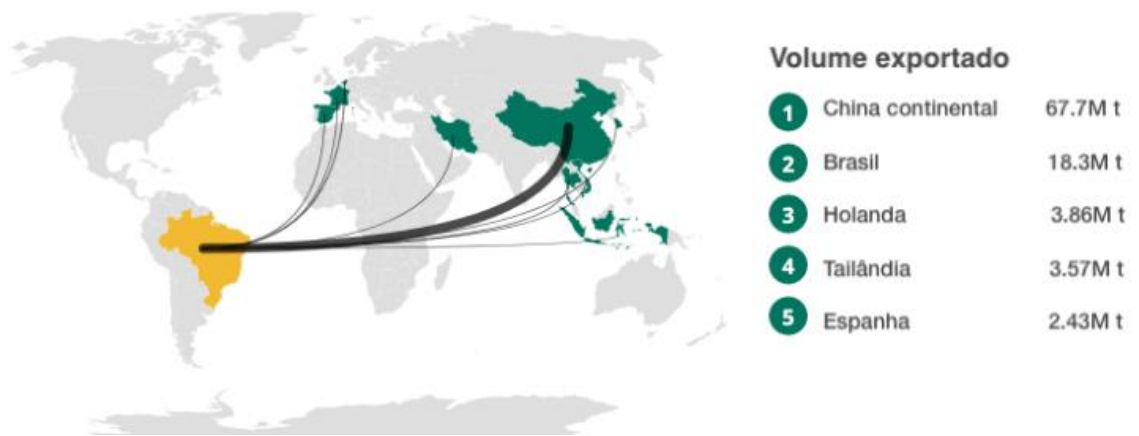 Volume exportado
1 China continental 67.7M t
2 Brasil 18.3M t
3 Holanda 3.86M t
4 Tailândia 3.57M t
5 Espanha 2.43M t